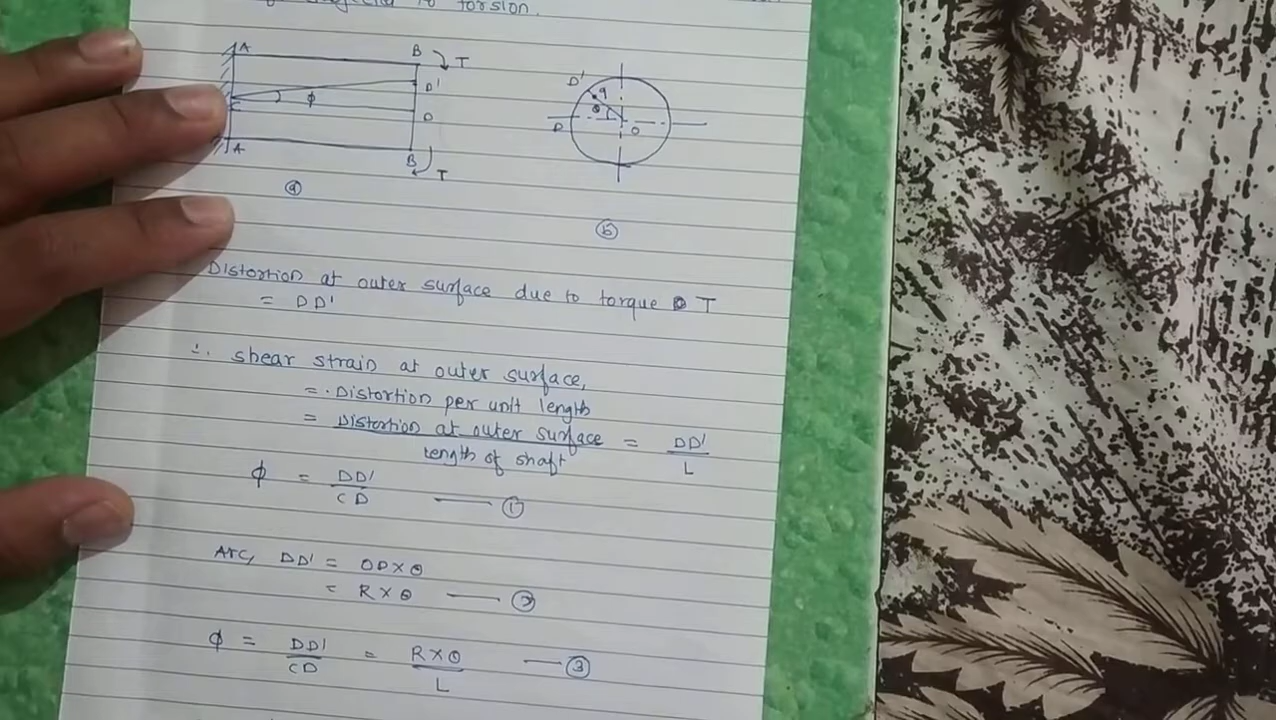 to torsion.
A B T
D'
φ
D
A B T
ⓐ
D' q
θ
D O
ⓑ
Distortion at outer surface due to torque T
= DD'
∴ shear strain at outer surface,
= Distortion per unit length
= Distortion at outer surface = DD'
length of shaft L
φ = DD' —— ①
CD
Arc, DD' = OD×θ
= R×θ —— ②
φ = DD' = R×θ — ③
CD L